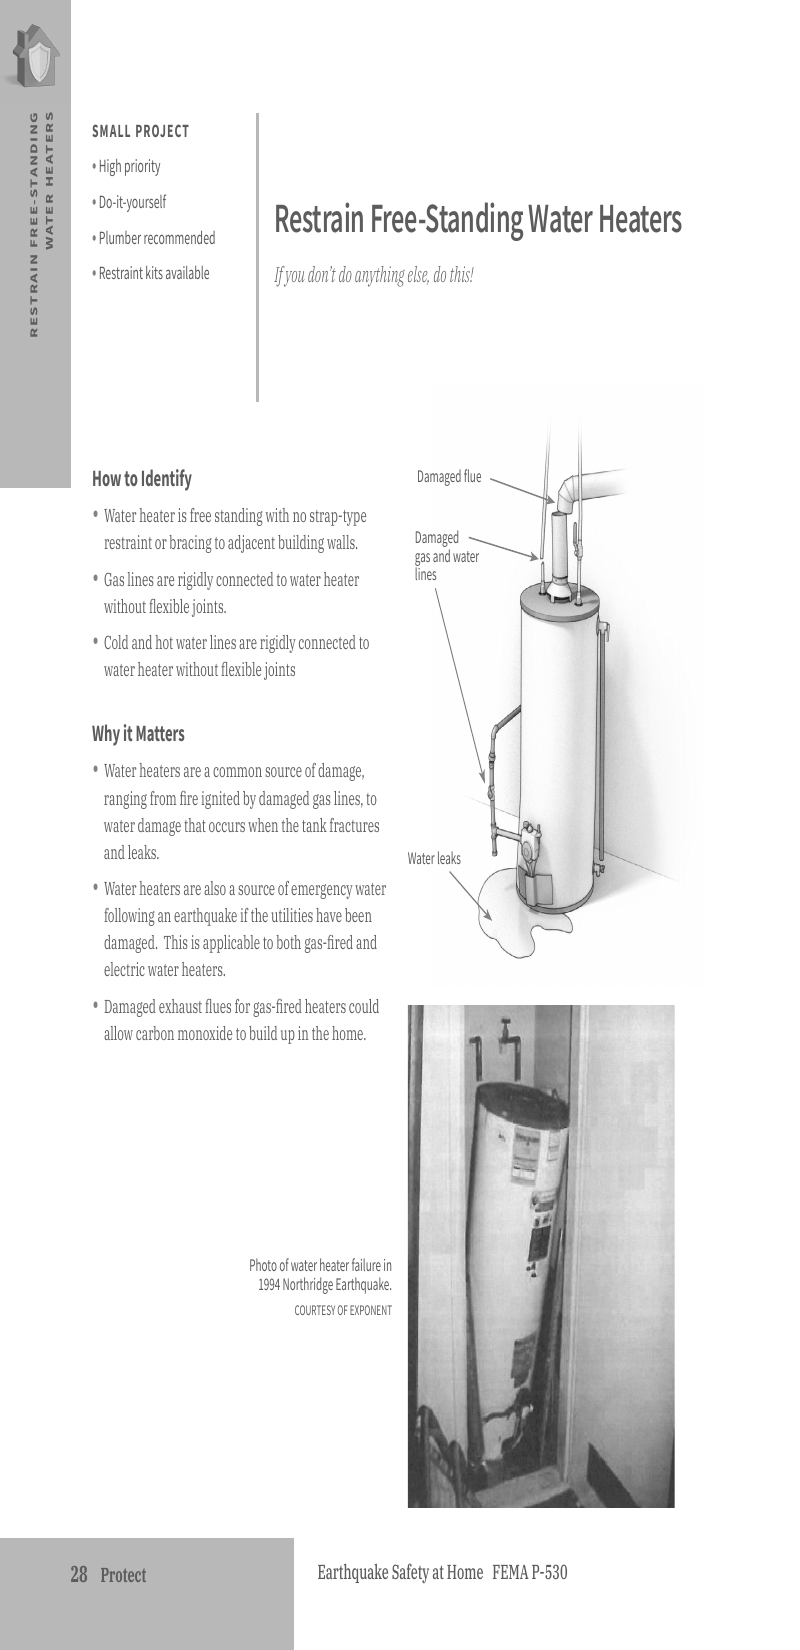 RESTRAIN FREE-STANDING
WATER HEATERS
SMALL PROJECT
• High priority
• Do-it-yourself
• Plumber recommended
• Restraint kits available
Restrain Free-Standing Water Heaters
If you don’t do anything else, do this!
How to Identify
• Water heater is free standing with no strap-type
restraint or bracing to adjacent building walls.
• Gas lines are rigidly connected to water heater
without flexible joints.
• Cold and hot water lines are rigidly connected to
water heater without flexible joints
Why it Matters
• Water heaters are a common source of damage,
ranging from fire ignited by damaged gas lines, to
water damage that occurs when the tank fractures
and leaks.
• Water heaters are also a source of emergency water
following an earthquake if the utilities have been
damaged.  This is applicable to both gas-fired and
electric water heaters.
• Damaged exhaust flues for gas-fired heaters could
allow carbon monoxide to build up in the home.
Damaged flue
Damaged
gas and water
lines
Water leaks
Photo of water heater failure in
1994 Northridge Earthquake.
COURTESY OF EXPONENT
28 Protect
Earthquake Safety at Home FEMA P-530